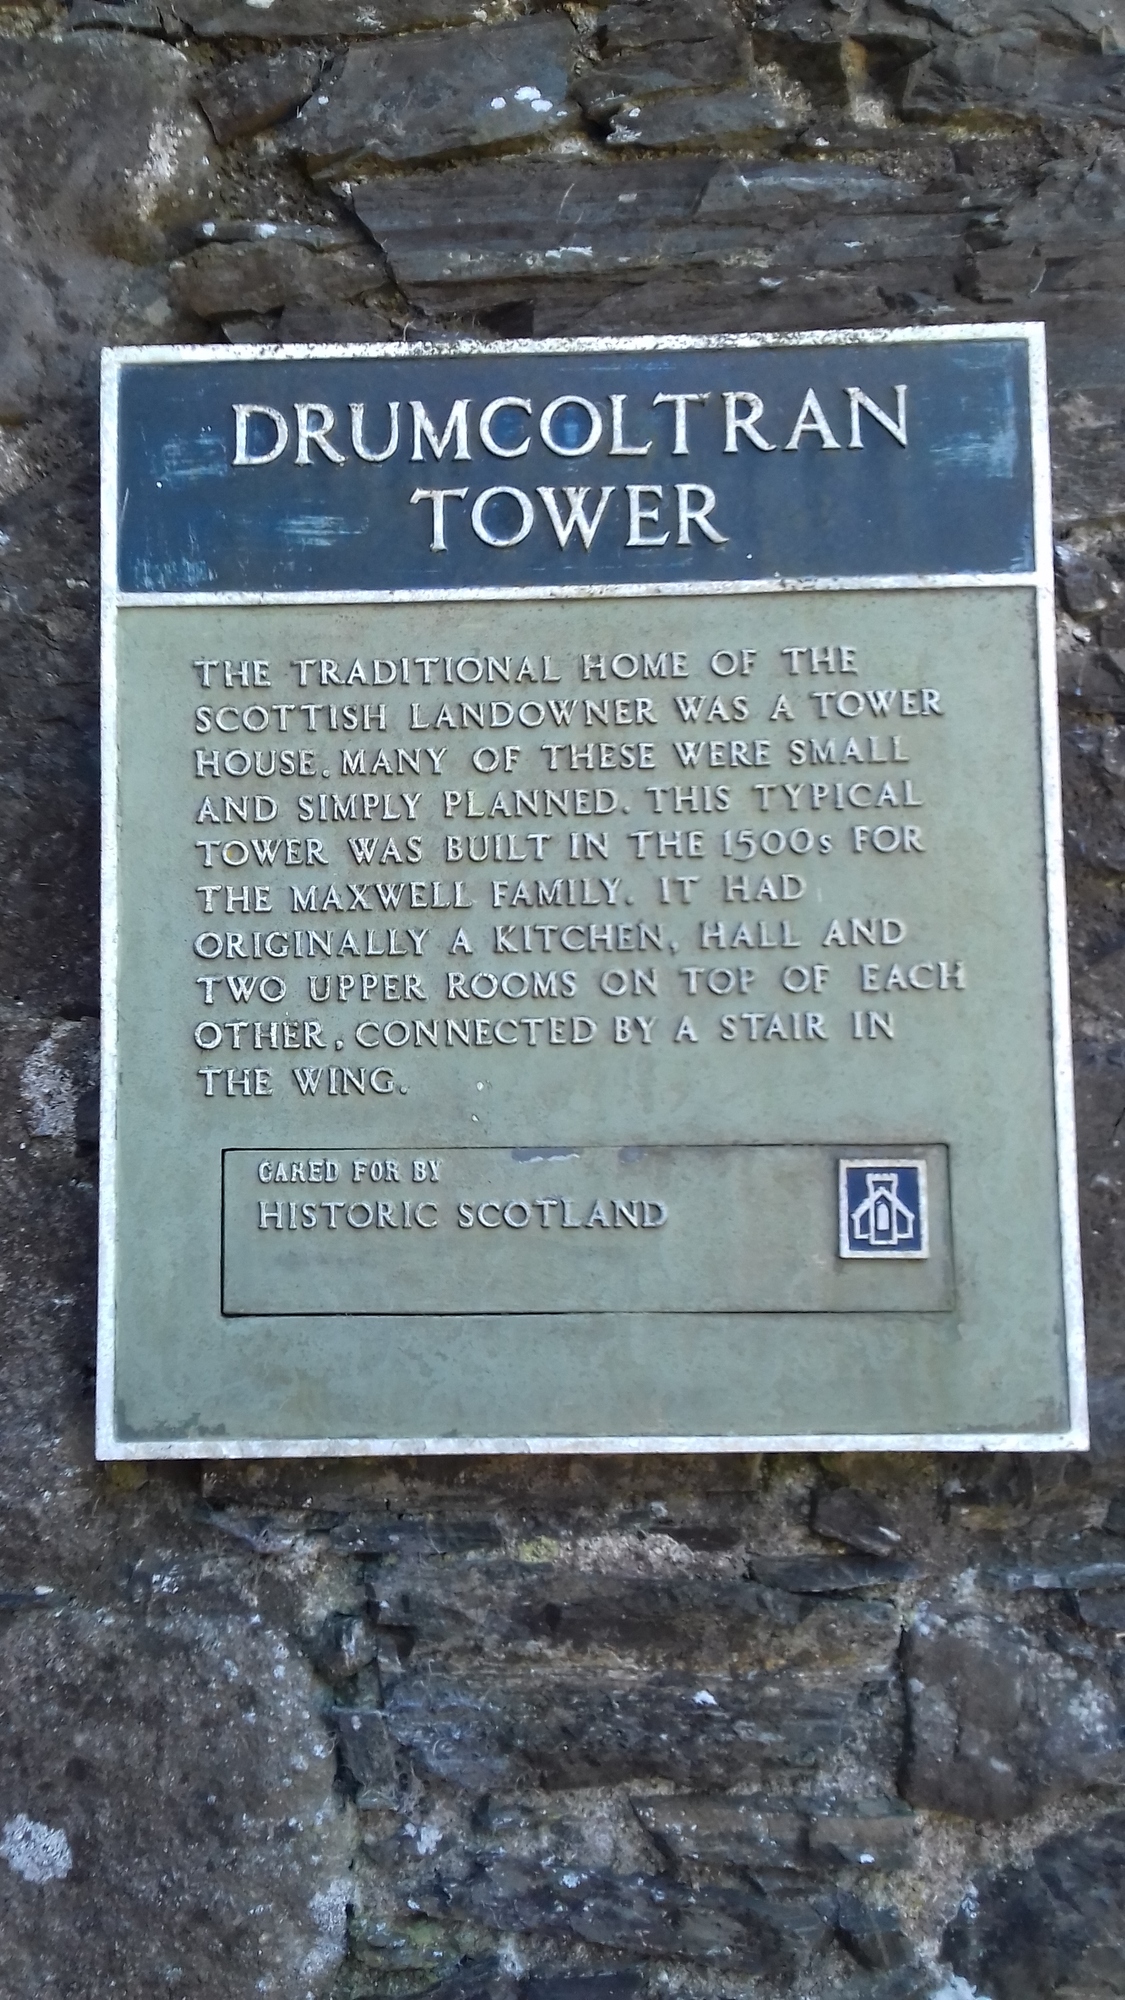 DRUMCOLTRAN
TOWER
THE TRADITIONAL HOME OF THE
SCOTTISH LANDOWNER WAS A TOWER
HOUSE. MANY OF THESE WERE SMALL
AND SIMPLY PLANNED. THIS TYPICAL
TOWER WAS BUILT IN THE 1500s FOR
THE MAXWELL FAMILY. IT HAD
ORIGINALLY A KITCHEN, HALL AND
TWO UPPER ROOMS ON TOP OF EACH
OTHER, CONNECTED BY A STAIR IN
THE WING.
CARED FOR BY
HISTORIC SCOTLAND